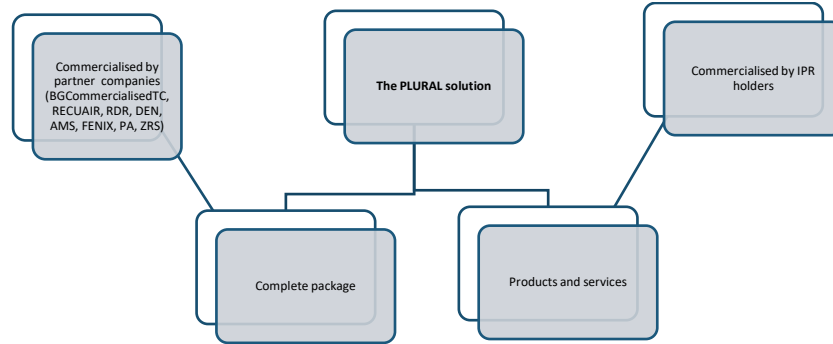 Commercialised by
partner companies
(BGCommercialisedTC,
RECUAIR, RDR, DEN,
AMS, FENIX, PA, ZRS)
The PLURAL solution
Commercialised by IPR
holders
Complete package
Products and services